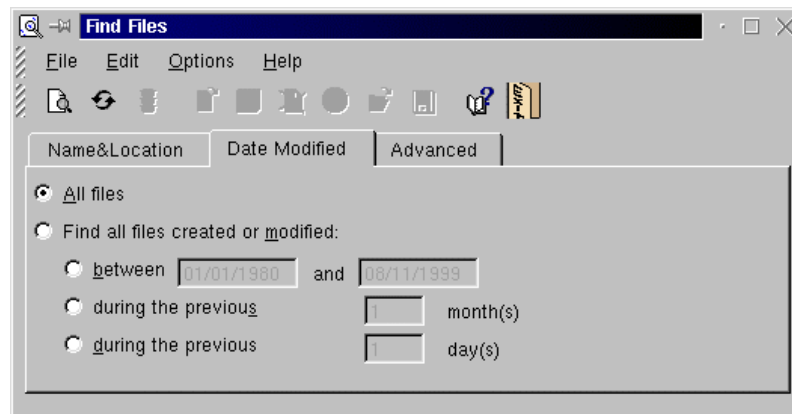 Find Files
File Edit Options Help
EXIT
Name&Location Date Modified Advanced
All files
Find all files created or modified:
between 01/01/1980 and 08/11/1999
during the previous 1 month(s)
during the previous 1 day(s)